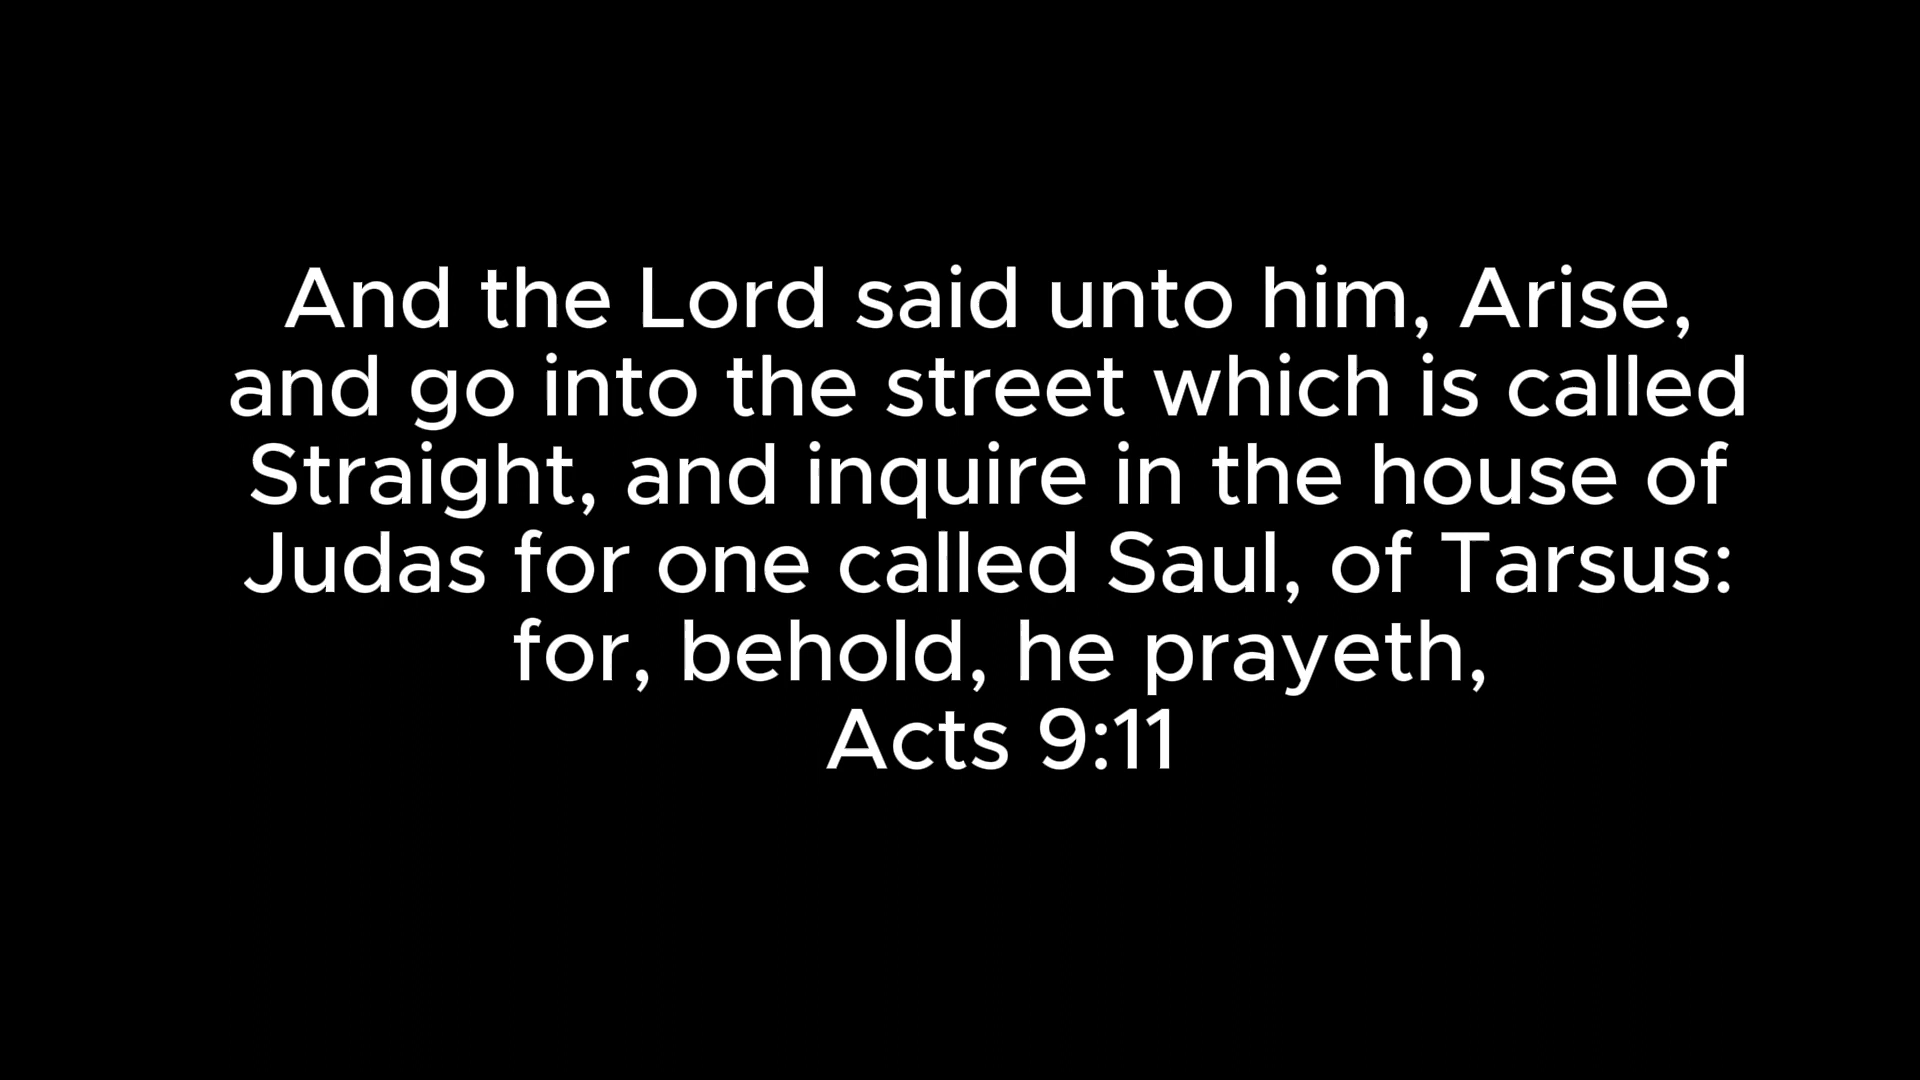 And the Lord said unto him, Arise,
and go into the street which is called
Straight, and inquire in the house of
Judas for one called Saul, of Tarsus:
for, behold, he prayeth,
Acts 9:11